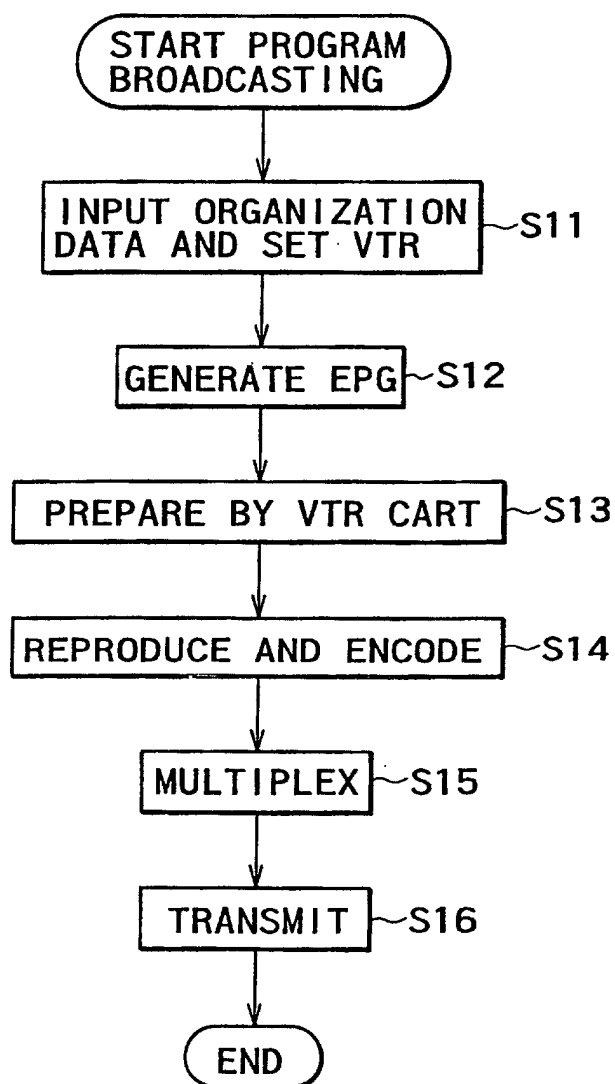 START PROGRAM
BROADCASTING
INPUT ORGANIZATION
DATA AND SET VTR
S11
GENERATE EPG
S12
PREPARE BY VTR CART
S13
REPRODUCE AND ENCODE
S14
MULTIPLEX
S15
TRANSMIT
S16
END